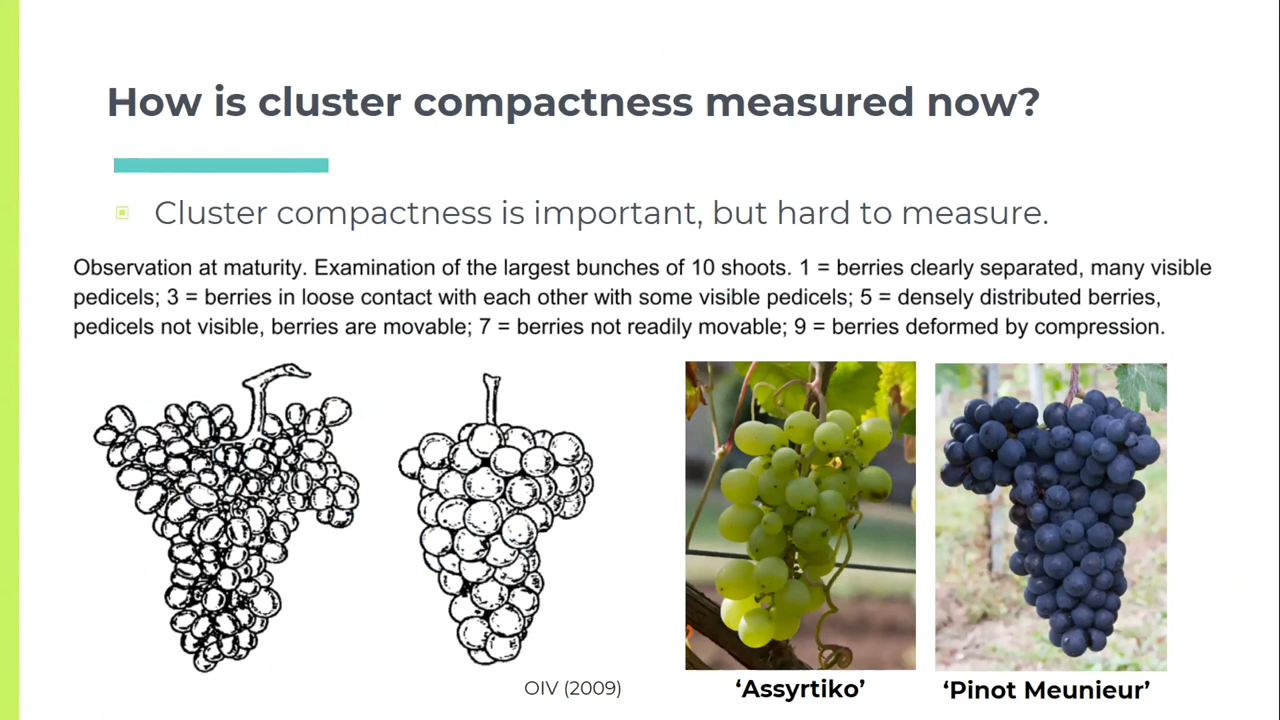 How is cluster compactness measured now?
Cluster compactness is important, but hard to measure.
Observation at maturity. Examination of the largest bunches of 10 shoots. 1 = berries clearly separated, many visible
pedicels; 3 = berries in loose contact with each other with some visible pedicels; 5 = densely distributed berries,
pedicels not visible, berries are movable; 7 = berries not readily movable; 9 = berries deformed by compression.
OIV (2009)
‘Assyrtiko’
‘Pinot Meunieur’